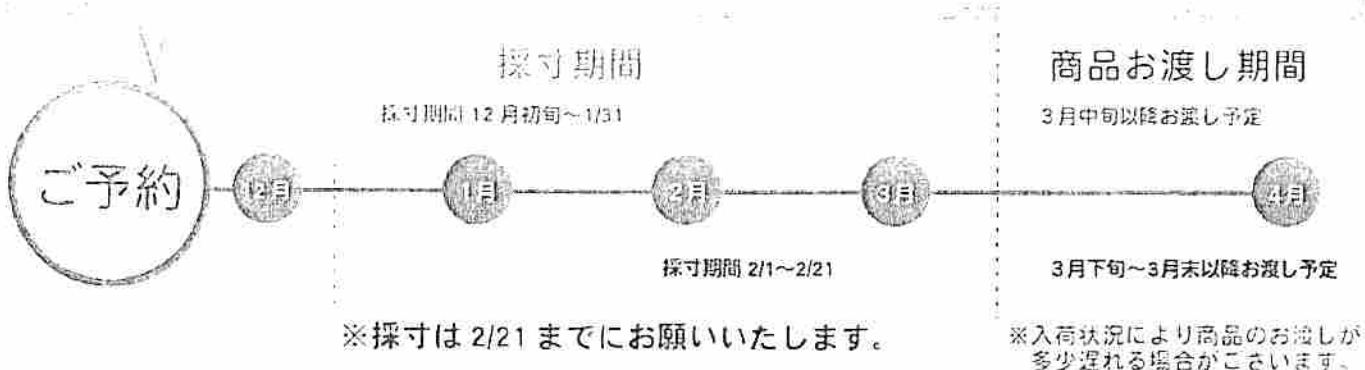 採寸期間
商品お渡し期間
採寸期間 12月初旬～1/31
3月中旬以降お渡し予定
ご予約
12月
1月
2月
3月
4月
採寸期間 2/1～2/21
3月下旬～3月末以降お渡し予定
※採寸は 2/21 までにお願いいたします。
※入荷状況により商品のお渡しが
多少遅れる場合がございます。